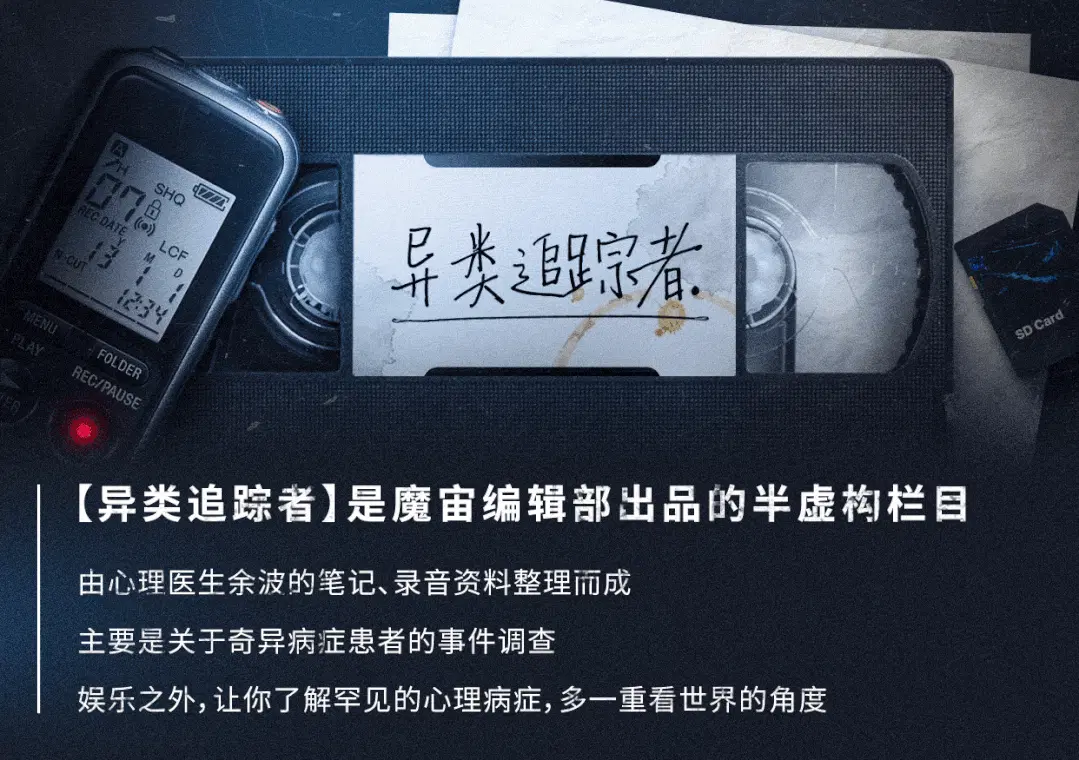 A
7H
07
SHQ
REC DATE
Y
LCF
N-CUT
13
M
1
D
1
12:34
MENU
PLAY
FOLDER
REC/PAUSE
异类追踪者.
SD Card
【异类追踪者】是魔宙编辑部出品的半虚构栏目
由心理医生余波的笔记、录音资料整理而成
主要是关于奇异病症患者的事件调查
娱乐之外,让你了解罕见的心理病症,多一重看世界的角度